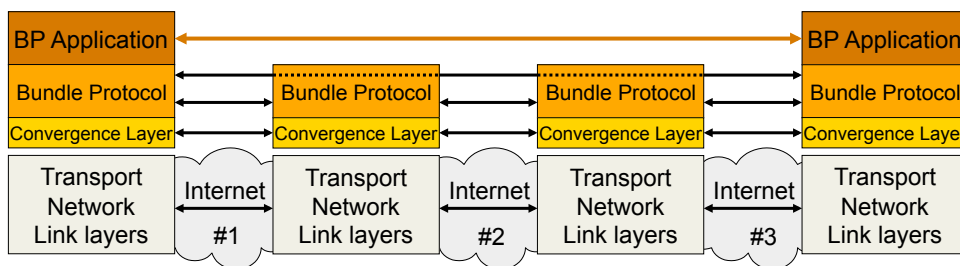 BP Application
BP Application
Bundle Protocol
Bundle Protocol
Bundle Protocol
Bundle Protocol
Convergence Layer
Convergence Layer
Convergence Layer
Convergence Layer
Transport
Network
Link layers
Internet
#1
Transport
Network
Link layers
Internet
#2
Transport
Network
Link layers
Internet
#3
Transport
Network
Link layers